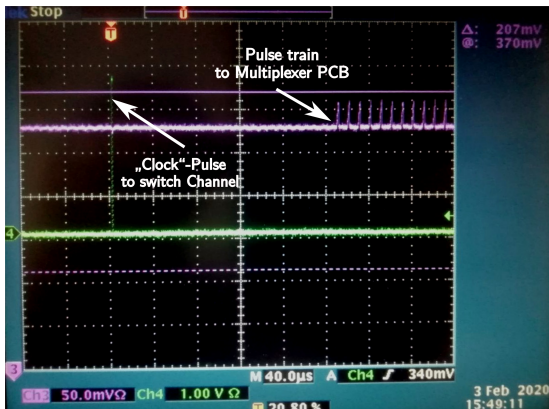 Stop
T
T
Δ: 207mV
@: 370mV
Pulse train
to Multiplexer PCB
„Clock“-Pulse
to switch Channel
4
3
M 40.0µs A Ch4 ƒ 340mV
Ch3 50.0mVΩ Ch4 1.00 V Ω
3 Feb 2020
15:49:11
T 20.80 %